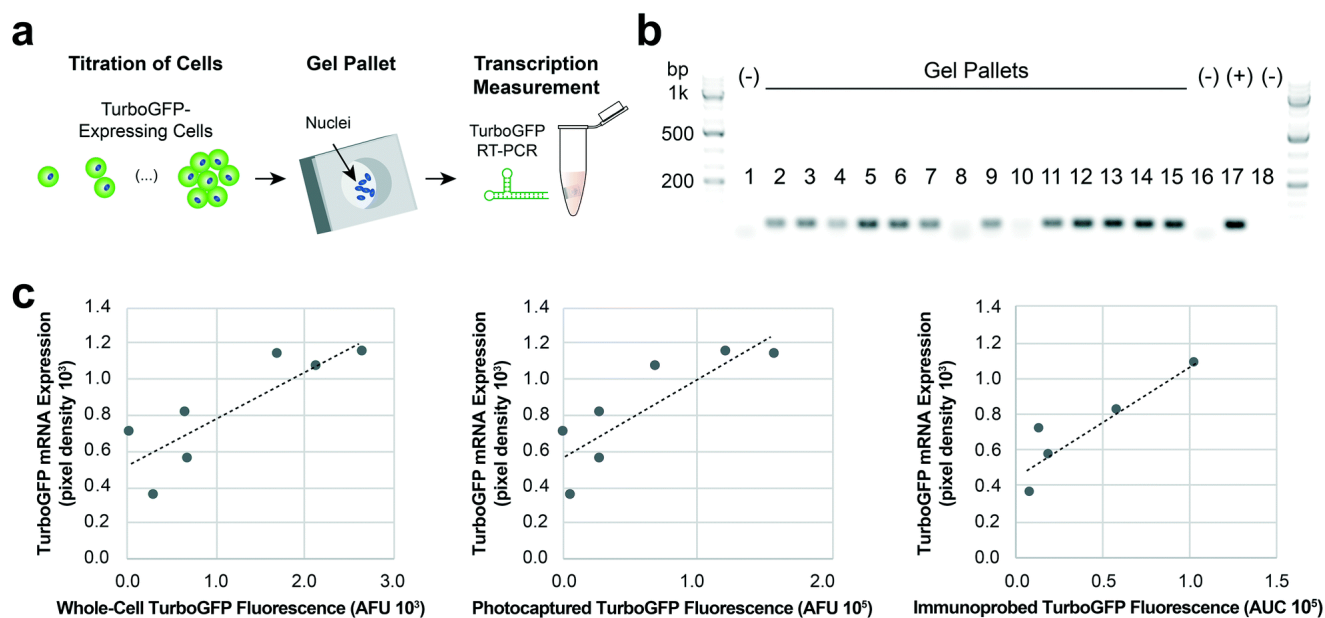 a
Titration of Cells
TurboGFP-
Expressing Cells
(...)
Gel Pallet
Nuclei
Transcription
Measurement
TurboGFP
RT-PCR
b
bp
1k
500
200
(-)
Gel Pallets
(-) (+) (-)
1 2 3 4 5 6 7 8 9 10 11 12 13 14 15 16 17 18
c
TurboGFP mRNA Expression
(pixel density 10³)
1.4
1.2
1.0
0.8
0.6
0.4
0.2
0.0
0.0 1.0 2.0 3.0
Whole-Cell TurboGFP Fluorescence (AFU 10³)
TurboGFP mRNA Expression
(pixel density 10³)
1.4
1.2
1.0
0.8
0.6
0.4
0.2
0.0
0.0 1.0 2.0
Photocaptured TurboGFP Fluorescence (AFU 10⁵)
TurboGFP mRNA Expression
(pixel density 10³)
1.4
1.2
1.0
0.8
0.6
0.4
0.2
0.0
0.0 0.5 1.0 1.5
Immunoprobed TurboGFP Fluorescence (AUC 10⁵)